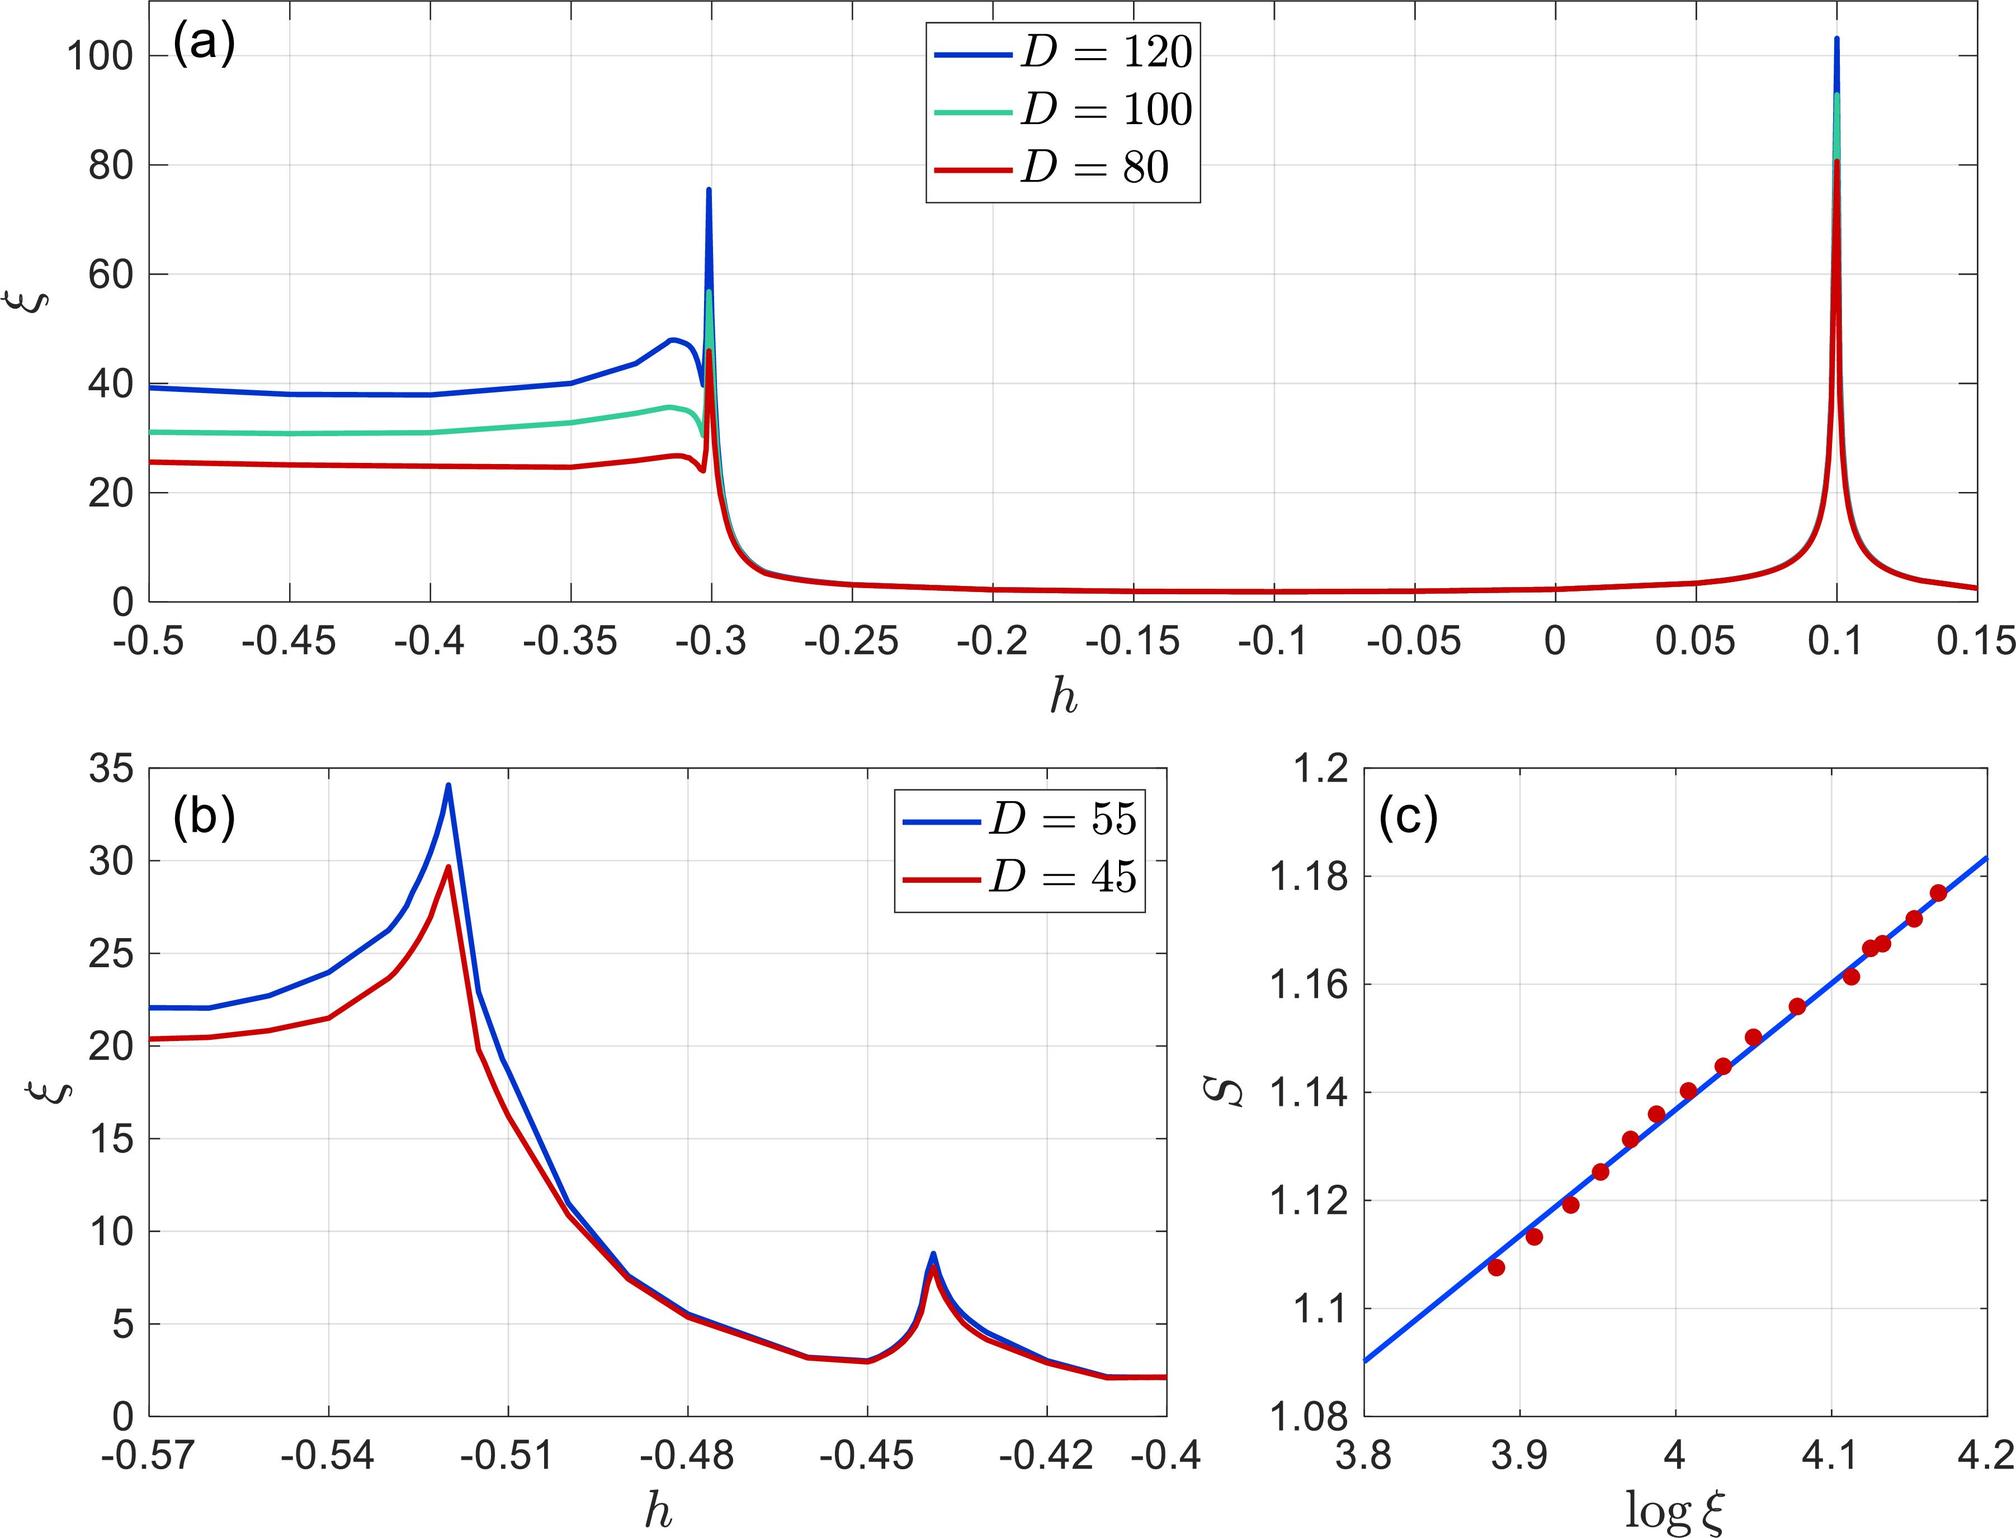 (a)
D = 120
D = 100
D = 80
100
80
60
40
20
0
ξ
-0.5 -0.45 -0.4 -0.35 -0.3 -0.25 -0.2 -0.15 -0.1 -0.05 0 0.05 0.1 0.15
h
(b)
D = 55
D = 45
35
30
25
20
15
10
5
0
ξ
-0.57 -0.54 -0.51 -0.48 -0.45 -0.42 -0.4
h
(c)
1.2
1.18
1.16
1.14
1.12
1.1
1.08
S
3.8 3.9 4 4.1 4.2
log ξ